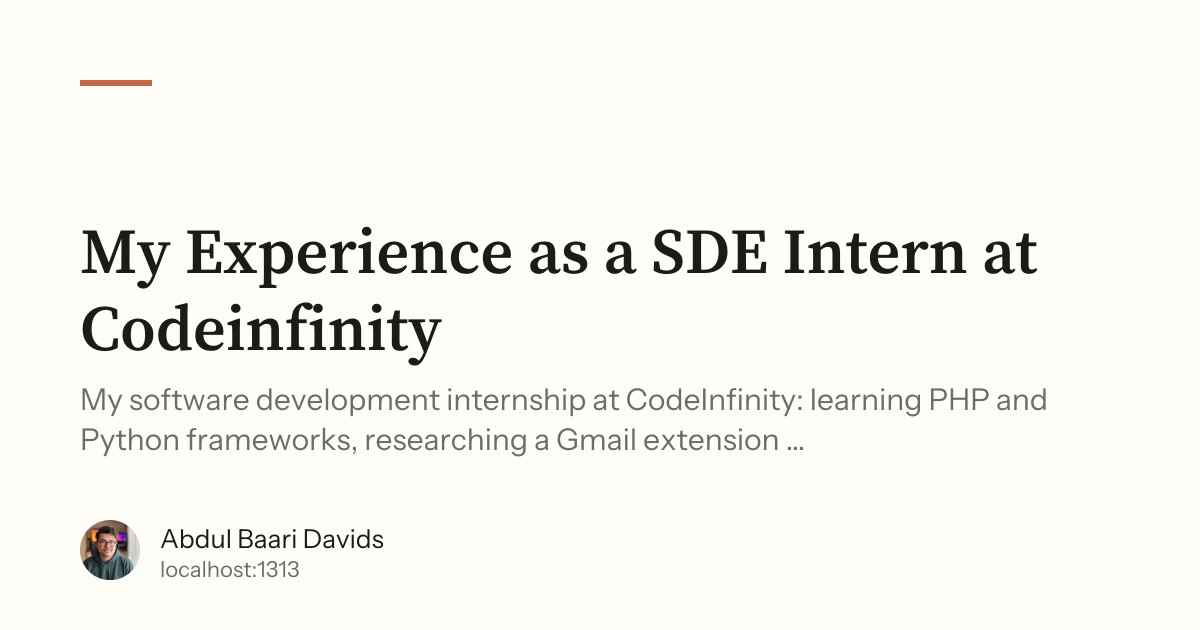 My Experience as a SDE Intern at
Codeinfinity
My software development internship at CodeInfinity: learning PHP and
Python frameworks, researching a Gmail extension ...
Abdul Baari Davids
localhost:1313